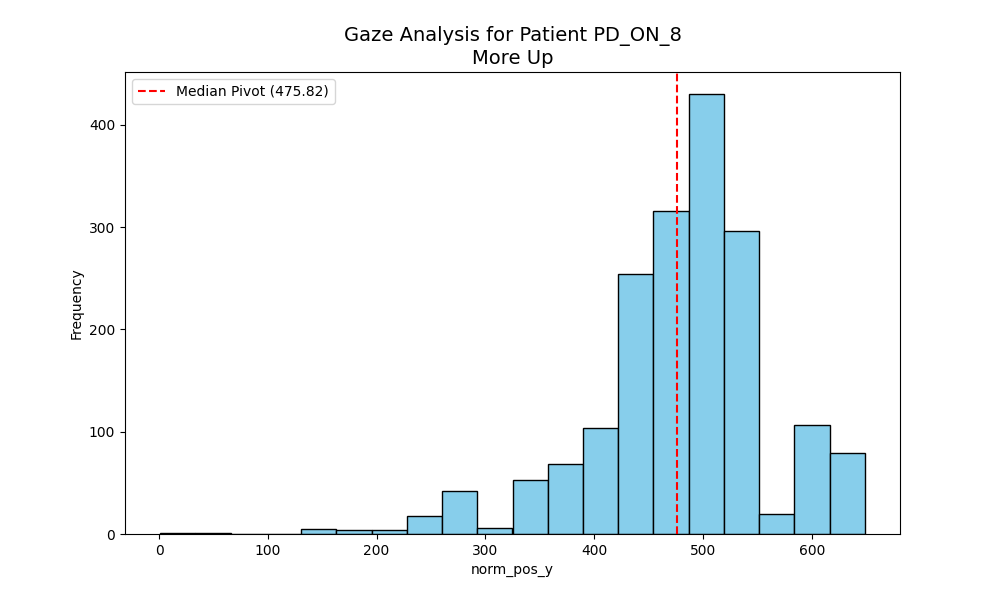 Gaze Analysis for Patient PD_ON_8
More Up
Median Pivot (475.82)
400
300
200
100
0
Frequency
0 100 200 300 400 500 600
norm_pos_y